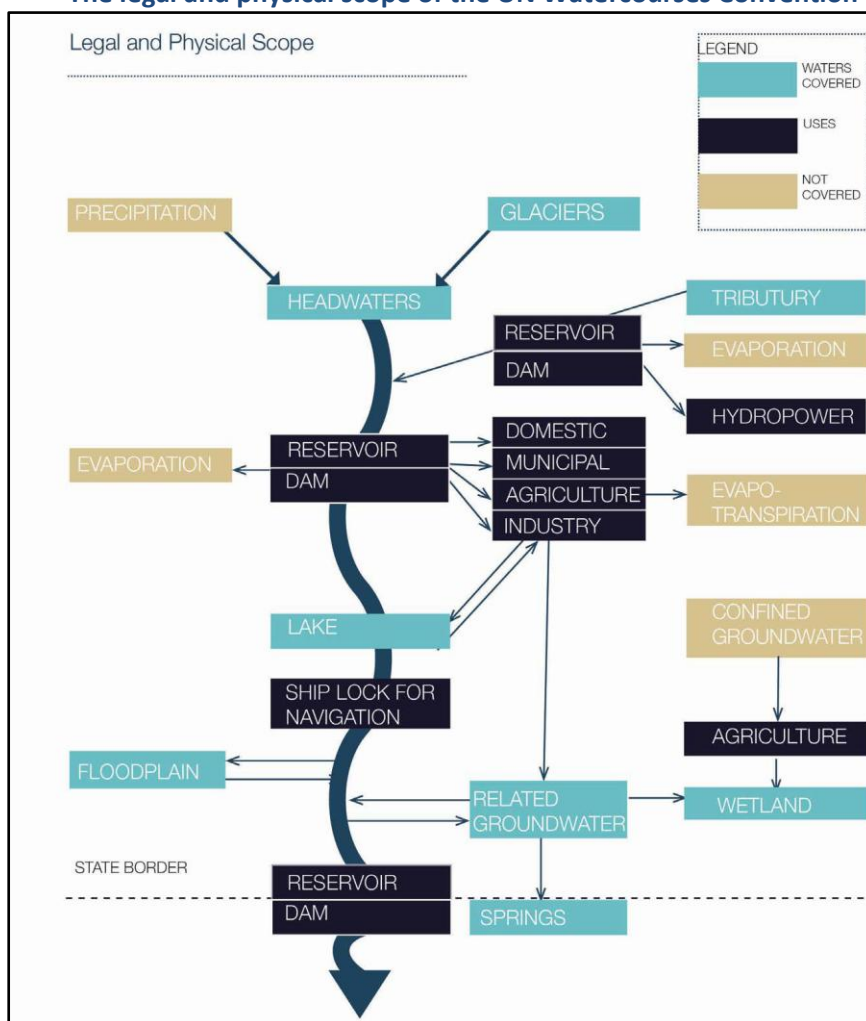 The legal and physical scope of the UN Watercourses Convention
Legal and Physical Scope
LEGEND
WATERS
COVERED
USES
NOT
COVERED
PRECIPITATION
GLACIERS
HEADWATERS
TRIBUTURY
RESERVOIR
DAM
EVAPORATION
HYDROPOWER
EVAPORATION
RESERVOIR
DAM
DOMESTIC
MUNICIPAL
AGRICULTURE
INDUSTRY
EVAPO-
TRANSPIRATION
LAKE
CONFINED
GROUNDWATER
SHIP LOCK FOR
NAVIGATION
AGRICULTURE
FLOODPLAIN
RELATED
GROUNDWATER
WETLAND
STATE BORDER
RESERVOIR
DAM
SPRINGS